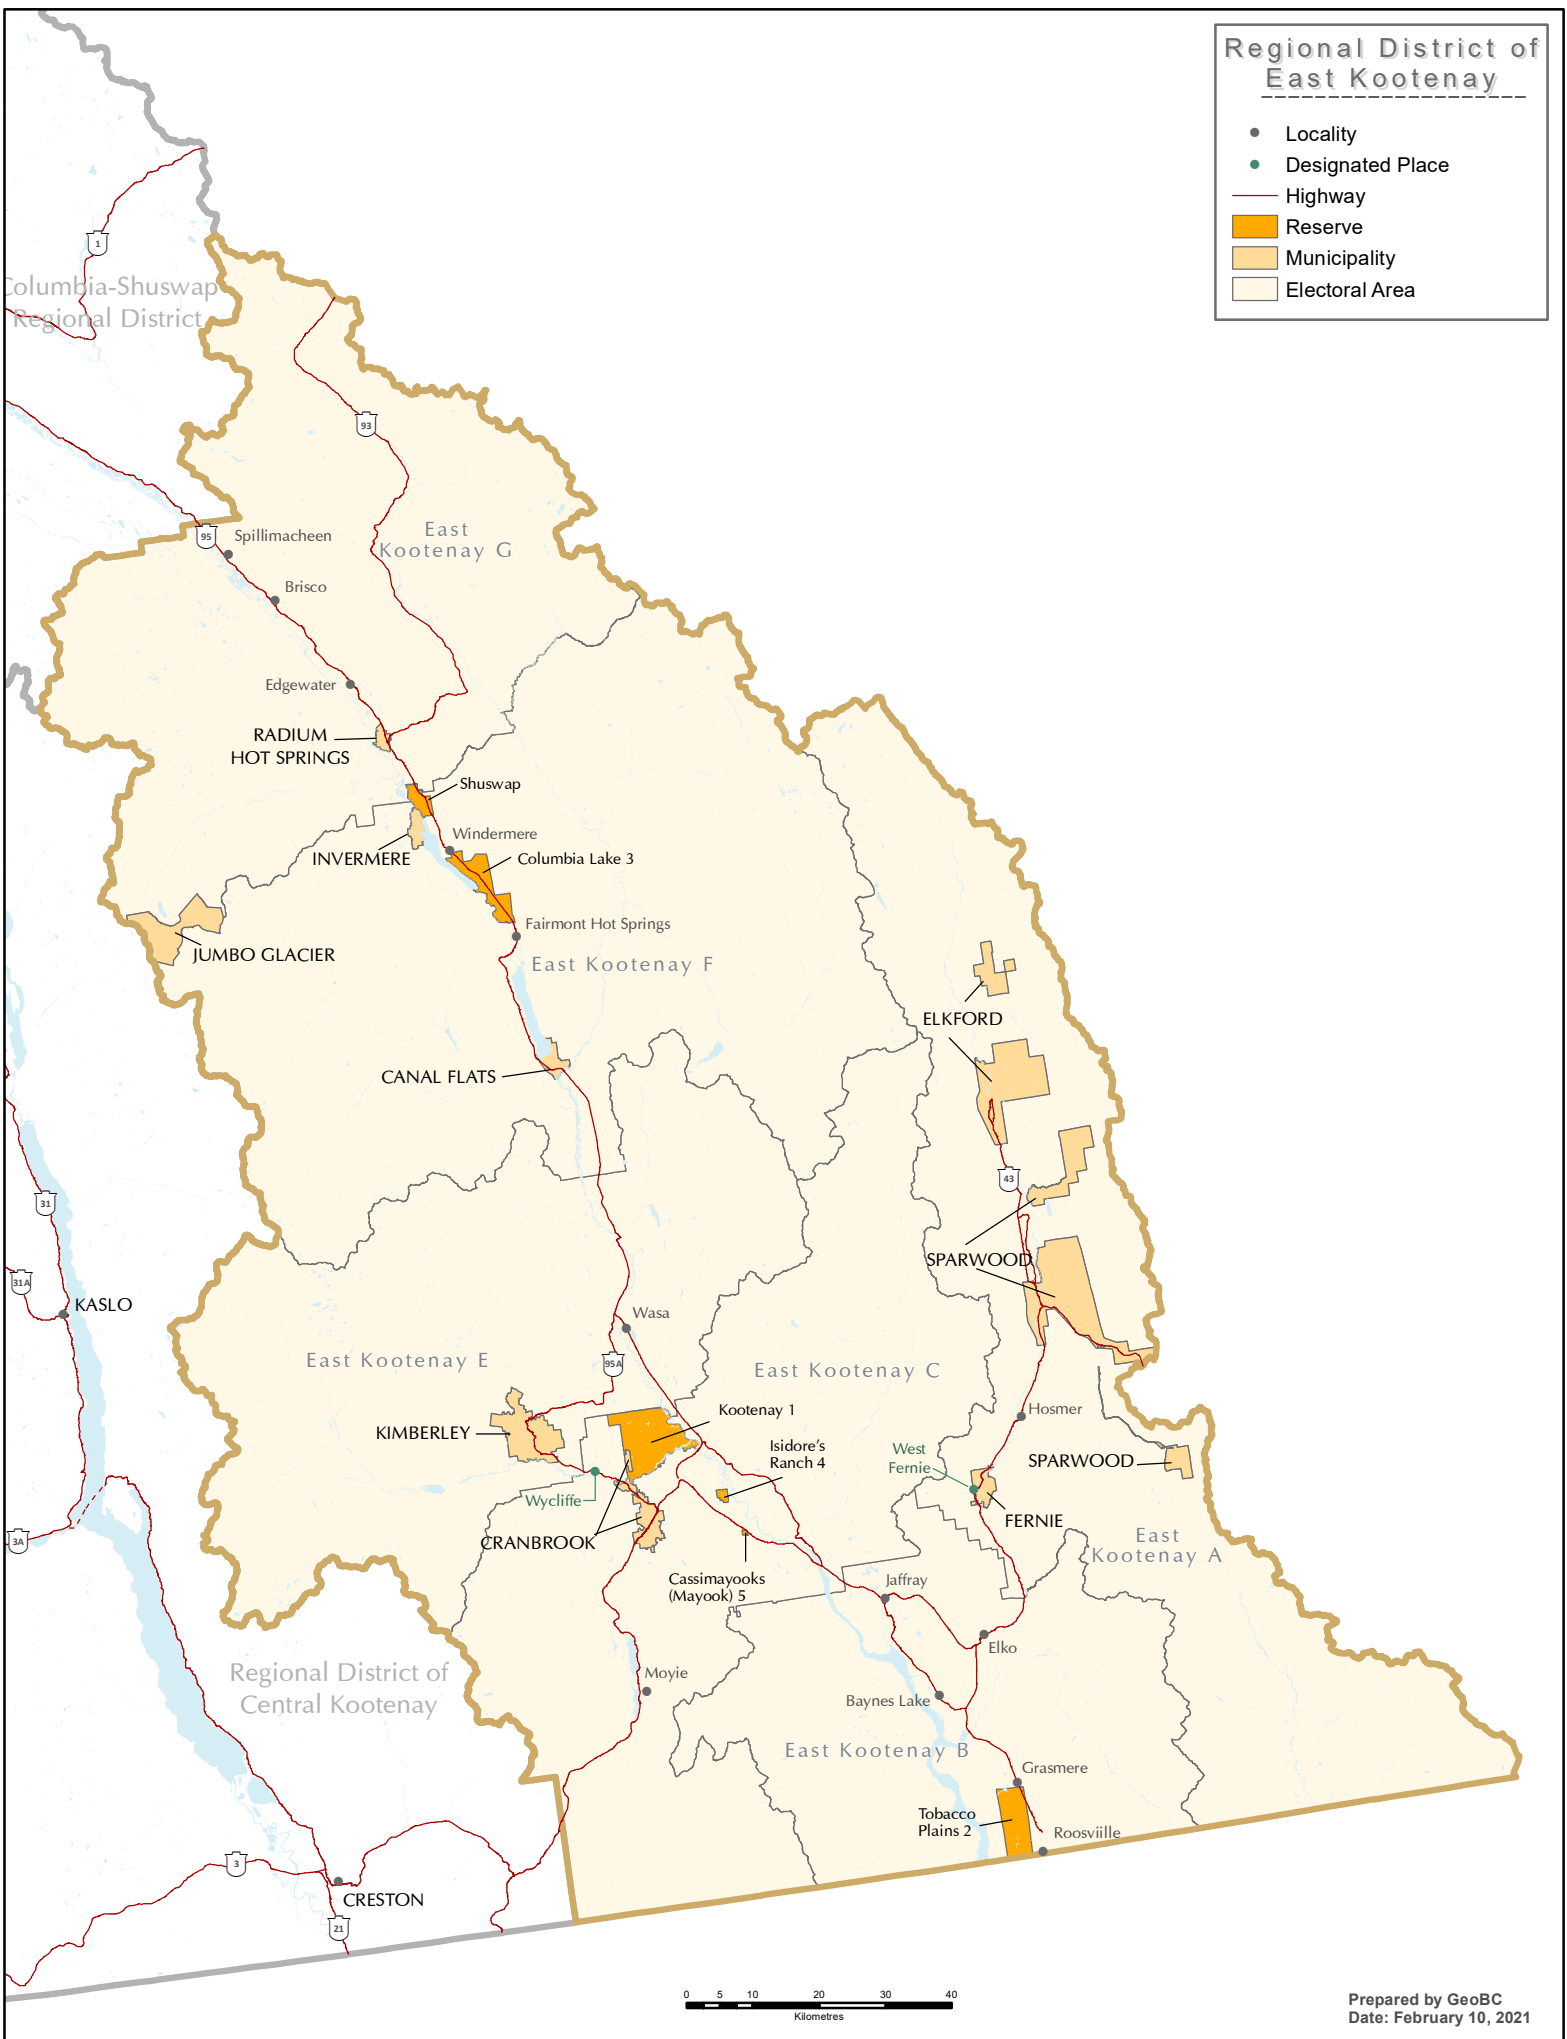 Regional District of
East Kootenay
Locality
Designated Place
Highway
Reserve
Municipality
Electoral Area
1
Columbia-Shuswap
Regional District
93
95
Spillimacheen
East
Kootenay G
Brisco
Edgewater
RADIUM
HOT SPRINGS
Shuswap
Windermere
INVERMERE
Columbia Lake 3
Fairmont Hot Springs
JUMBO GLACIER
East Kootenay F
ELKFORD
CANAL FLATS
43
31
SPARWOOD
31A
KASLO
Wasa
95A
East Kootenay E
East Kootenay C
Kootenay 1
Hosmer
KIMBERLEY
Isidore's
Ranch 4
West
Fernie
SPARWOOD
Wycliffe
FERNIE
3A
CRANBROOK
East
Kootenay A
Cassimayooks
(Mayook) 5
Jaffray
Elko
Regional District of
Central Kootenay
Moyie
Baynes Lake
East Kootenay B
Grasmere
Tobacco
Plains 2
Roosviille
3
CRESTON
21
0 5 10 20 30 40
Kilometres
Prepared by GeoBC
Date: February 10, 2021